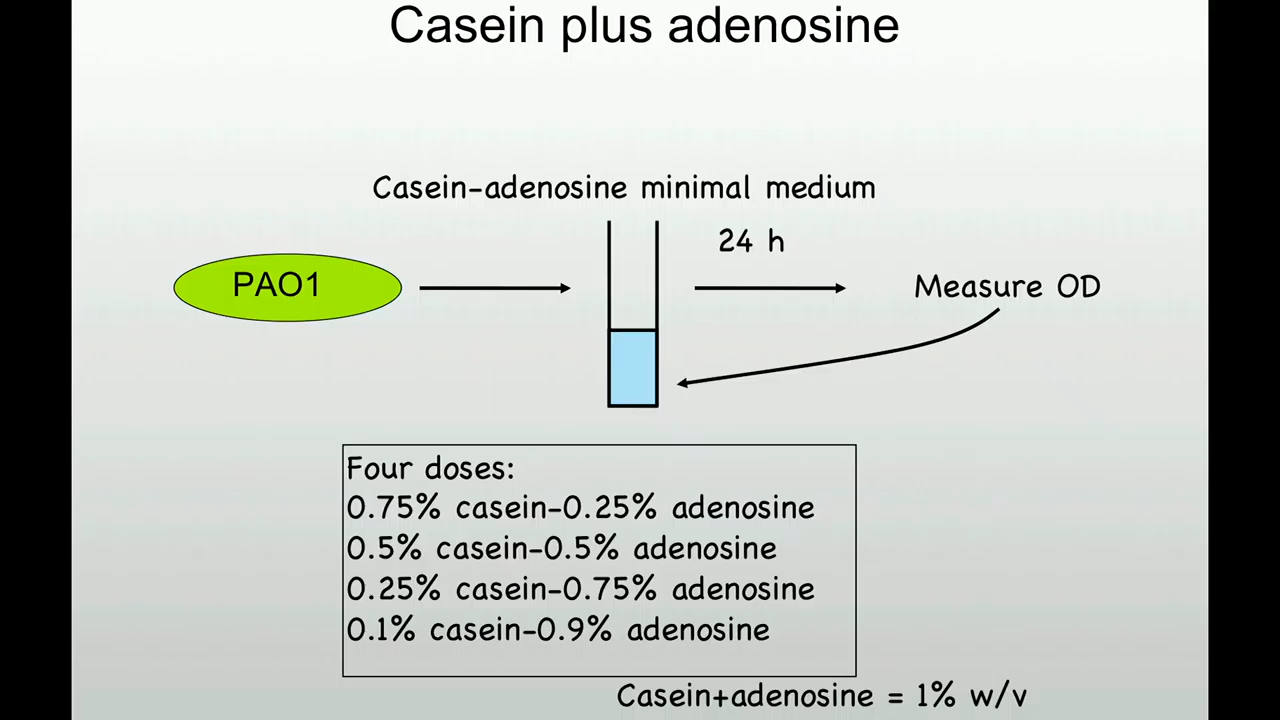 Casein plus adenosine
Casein-adenosine minimal medium
24 h
PAO1
Measure OD
Four doses:
0.75% casein-0.25% adenosine
0.5% casein-0.5% adenosine
0.25% casein-0.75% adenosine
0.1% casein-0.9% adenosine
Casein+adenosine = 1% w/v